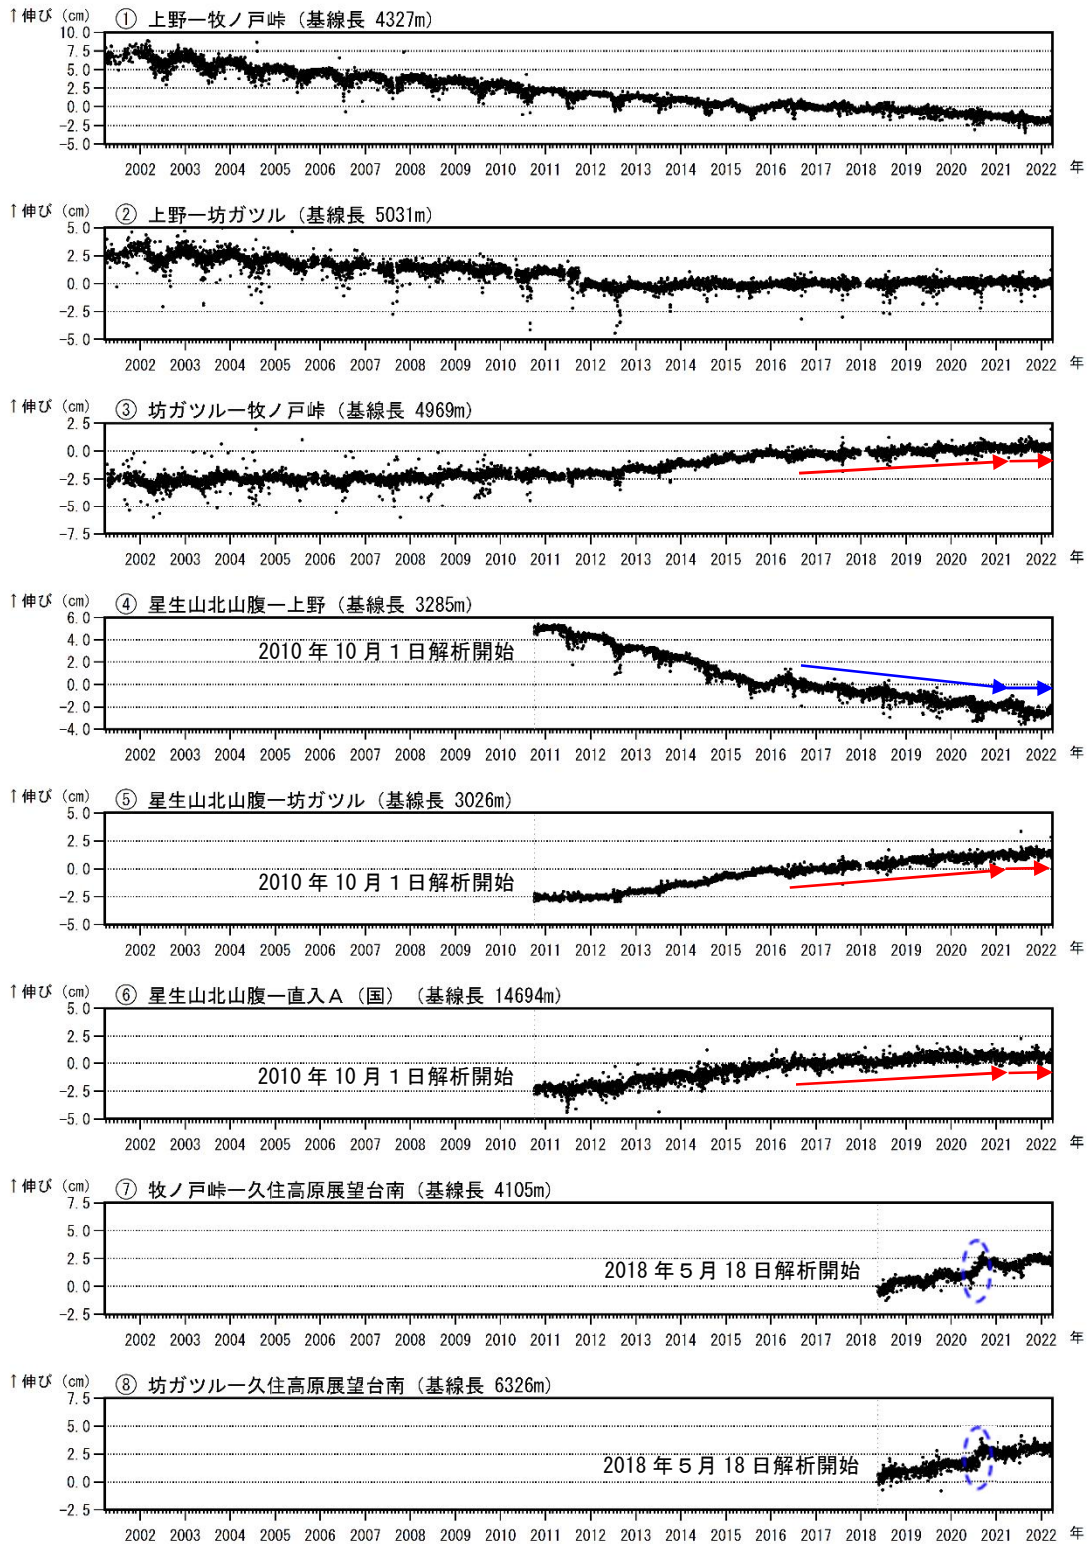 ↑伸び (cm) ① 上野ー牧ノ戸峠 (基線長 4327m)
10.0
7.5
5.0
2.5
0.0
-2.5
-5.0
2002 2003 2004 2005 2006 2007 2008 2009 2010 2011 2012 2013 2014 2015 2016 2017 2018 2019 2020 2021 2022 年
↑伸び (cm) ② 上野ー坊ガツル (基線長 5031m)
5.0
2.5
0.0
-2.5
-5.0
2002 2003 2004 2005 2006 2007 2008 2009 2010 2011 2012 2013 2014 2015 2016 2017 2018 2019 2020 2021 2022 年
↑伸び (cm) ③ 坊ガツルー牧ノ戸峠 (基線長 4969m)
2.5
0.0
-2.5
-5.0
-7.5
2002 2003 2004 2005 2006 2007 2008 2009 2010 2011 2012 2013 2014 2015 2016 2017 2018 2019 2020 2021 2022 年
↑伸び (cm) ④ 星生山北山腹ー上野 (基線長 3285m)
6.0
4.0
2010年10月1日解析開始
2.0
0.0
-2.0
-4.0
2002 2003 2004 2005 2006 2007 2008 2009 2010 2011 2012 2013 2014 2015 2016 2017 2018 2019 2020 2021 2022 年
↑伸び (cm) ⑤ 星生山北山腹ー坊ガツル (基線長 3026m)
5.0
2.5
0.0
2010年10月1日解析開始
-2.5
-5.0
2002 2003 2004 2005 2006 2007 2008 2009 2010 2011 2012 2013 2014 2015 2016 2017 2018 2019 2020 2021 2022 年
↑伸び (cm) ⑥ 星生山北山腹ー直入A (国) (基線長 14694m)
5.0
2.5
0.0
2010年10月1日解析開始
-2.5
-5.0
2002 2003 2004 2005 2006 2007 2008 2009 2010 2011 2012 2013 2014 2015 2016 2017 2018 2019 2020 2021 2022 年
↑伸び (cm) ⑦ 牧ノ戸峠ー久住高原展望台南 (基線長 4105m)
7.5
5.0
2.5
2018年5月18日解析開始
0.0
-2.5
2002 2003 2004 2005 2006 2007 2008 2009 2010 2011 2012 2013 2014 2015 2016 2017 2018 2019 2020 2021 2022 年
↑伸び (cm) ⑧ 坊ガツルー久住高原展望台南 (基線長 6326m)
7.5
5.0
2.5
2018年5月18日解析開始
0.0
-2.5
2002 2003 2004 2005 2006 2007 2008 2009 2010 2011 2012 2013 2014 2015 2016 2017 2018 2019 2020 2021 2022 年